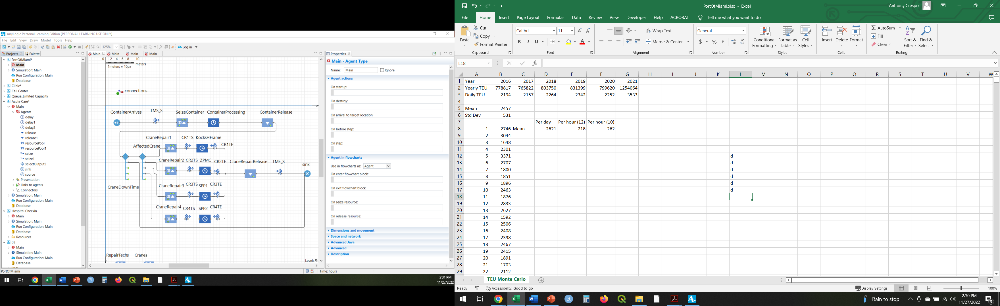 AnyLogic Personal Learning Edition [PERSONAL LEARNING USE ONLY]
File Edit View Draw Model Tools Help
125%
Log in
Projects
Palette
PortOfMiami*
Main
Simulation: Main
Run Configuration: Main
Database
Clinic*
Call Center
Queue_Limited Capacity
Acute Care*
Main
Agents
delay
delay1
delay2
release
release1
resourcePool
resourcePool1
seize
seize1
selectOutput5
sink
source
Presentation
Links to agents
Connectors
Simulation: Main
Run Configuration: Main
Database
Hospital Checkin
Main
Simulation: Main
Run Configuration: Main
Database
Resources
03
Main
Simulation: Main
Run Configuration: Main
Database
PortOfMiami
Main Main Main Main
0 2 4 6 8 10
meters
1meters = 10px
connections
ContainerArrives TMS_S SeizeContainer ContainerProcessing ContainerRelease
CraneRepair1 CR1TS KocksHFrame
AffectedCrane CR1TE
CraneRepair2 CR2TS ZPMC CR2TE CraneRepairRelease TME_S sink
CraneDownTime CraneRepair3 CR3TS SPP1 CR3TE
CraneRepair4 CR4TS SPP2 CR4TE
RepairTechs Cranes
Levels
Properties
Main - Agent Type
Name: Main Ignore
Agent actions
On startup:
On destroy:
On arrival to target location:
On before step:
On step:
Agent in flowcharts
Use in flowcharts as: Agent
On enter flowchart block:
On exit flowchart block:
On seize resource:
On release resource:
Dimensions and movement
Space and network
Advanced Java
Advanced
Description
Time: hours
2:31 PM
11/27/2022
PortOfMiami.xlsx - Excel
Anthony Crespo
File Home Insert Page Layout Formulas Data Review View Developer Help ACROBAT Tell me what you want to do
Paste
Cut
Copy
Format Painter
Clipboard
Calibri 11
B I U
Font
Wrap Text
Merge & Center
Alignment
General
$ % ,
Number
Conditional Formatting
Format as Table
Cell Styles
Styles
Insert Delete Format
Cells
AutoSum
Fill
Clear
Sort & Filter
Find & Select
Editing
L18
fx
A B C D E F G H I J K L M N O P Q R S T U V W
1 Year 2016 2017 2018 2019 2020 2021
2 Yearly TEU 778817 765822 803750 831399 799620 1254064
3 Daily TEU 2194 2157 2264 2342 2252 3533
4
5 Mean 2457
6 Std Dev 531
7 Per day Per hour (12) Per hour (10)
8 1 2746 Mean 2621 218 262
9 2 3044
10 3 1648
11 4 2301
12 5 3371 d
13 6 2707 d
14 7 1800 d
15 8 1851 d
16 9 1896 d
17 10 2463 d
18 11 1876
19 12 2833
20 13 2627
21 14 1592
22 15 2506
23 16 2408
24 17 2398
25 18 2467
26 19 2415
27 20 1891
28 21 1703
29 22 2112
TEU Monte Carlo
Ready Accessibility: Good to go Display Settings 100%
Rain to stop
2:30 PM
11/27/2022
3